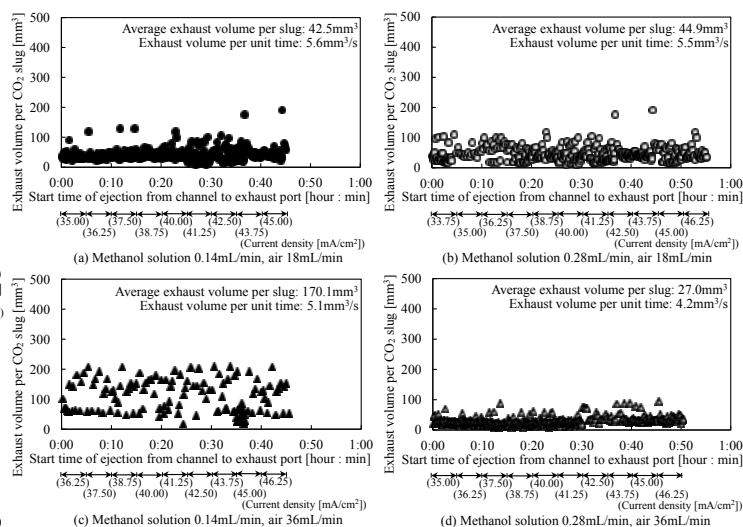 500
400
300
200
100
0
Exhaust volume per CO2 slug [mm3]
Average exhaust volume per slug: 42.5mm3
Exhaust volume per unit time: 5.6mm3/s
0:00 0:10 0:20 0:30 0:40 0:50 1:00
Start time of ejection from channel to exhaust port [hour : min]
(35.00) (37.50) (40.00) (42.50) (45.00)
(36.25) (38.75) (41.25) (43.75)
(Current density [mA/cm2])
(a) Methanol solution 0.14mL/min, air 18mL/min
500
400
300
200
100
0
Exhaust volume per CO2 slug [mm3]
Average exhaust volume per slug: 44.9mm3
Exhaust volume per unit time: 5.5mm3/s
0:00 0:10 0:20 0:30 0:40 0:50 1:00
Start time of ejection from channel to exhaust port [hour : min]
(33.75) (36.25) (38.75) (41.25) (43.75) (46.25)
(35.00) (37.50) (40.00) (42.50) (45.00)
(Current density [mA/cm2])
(b) Methanol solution 0.28mL/min, air 18mL/min
500
400
300
200
100
0
Exhaust volume per CO2 slug [mm3]
Average exhaust volume per slug: 170.1mm3
Exhaust volume per unit time: 5.1mm3/s
0:00 0:10 0:20 0:30 0:40 0:50 1:00
Start time of ejection from channel to exhaust port [hour : min]
(36.25) (38.75) (41.25) (43.75) (46.25)
(37.50) (40.00) (42.50) (45.00)
(Current density [mA/cm2])
(c) Methanol solution 0.14mL/min, air 36mL/min
500
400
300
200
100
0
Exhaust volume per CO2 slug [mm3]
Average exhaust volume per slug: 27.0mm3
Exhaust volume per unit time: 4.2mm3/s
0:00 0:10 0:20 0:30 0:40 0:50 1:00
Start time of ejection from channel to exhaust port [hour : min]
(35.00) (37.50) (40.00) (42.50) (45.00)
(36.25) (38.75) (41.25) (43.75) (46.25)
(Current density [mA/cm2])
(d) Methanol solution 0.28mL/min, air 36mL/min